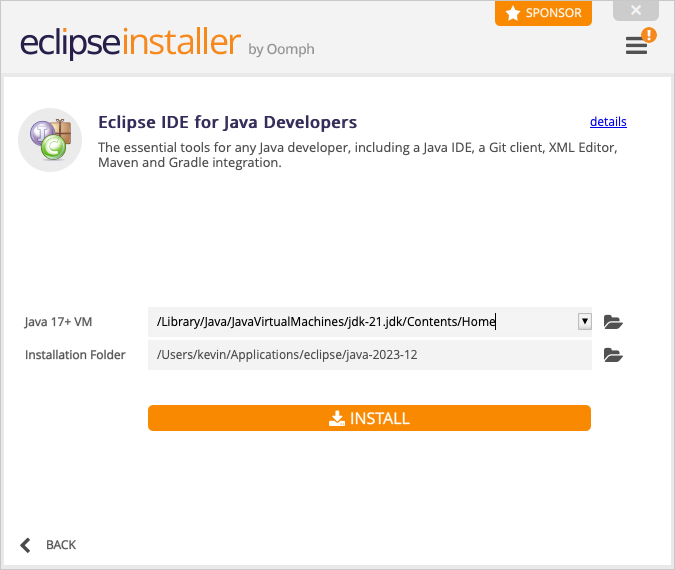 SPONSOR
eclipseinstaller by Oomph
Eclipse IDE for Java Developers
details
The essential tools for any Java developer, including a Java IDE, a Git client, XML Editor,
Maven and Gradle integration.
Java 17+ VM
/Library/Java/JavaVirtualMachines/jdk-21.jdk/Contents/Home
Installation Folder
/Users/kevin/Applications/eclipse/java-2023-12
INSTALL
BACK